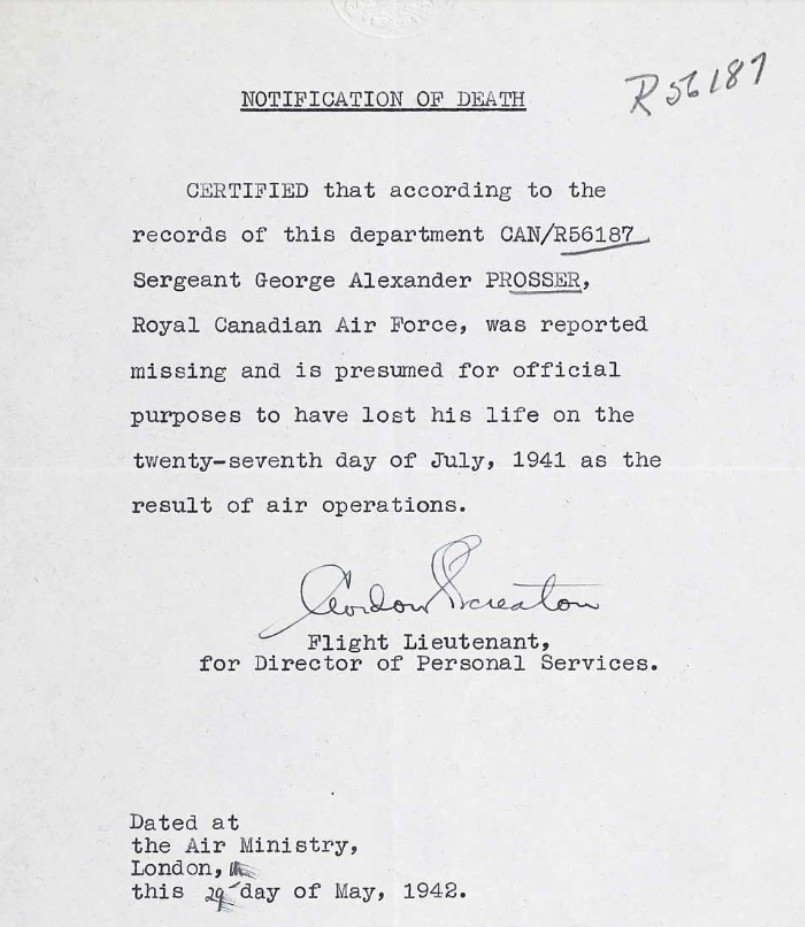 R56187
NOTIFICATION OF DEATH
CERTIFIED that according to the
records of this department CAN/R56187
Sergeant George Alexander PROSSER,
Royal Canadian Air Force, was reported
missing and is presumed for official
purposes to have lost his life on the
twenty-seventh day of July, 1941 as the
result of air operations.
Gordon
Flight Lieutenant,
for Director of Personal Services.
Dated at
the Air Ministry,
London,
this 29 day of May, 1942.